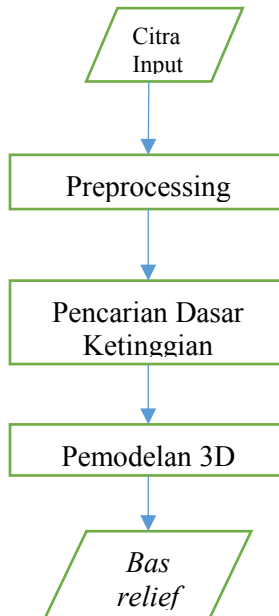 Citra
Input
Preprocessing
Pencarian Dasar
Ketinggian
Pemodelan 3D
Bas
relief